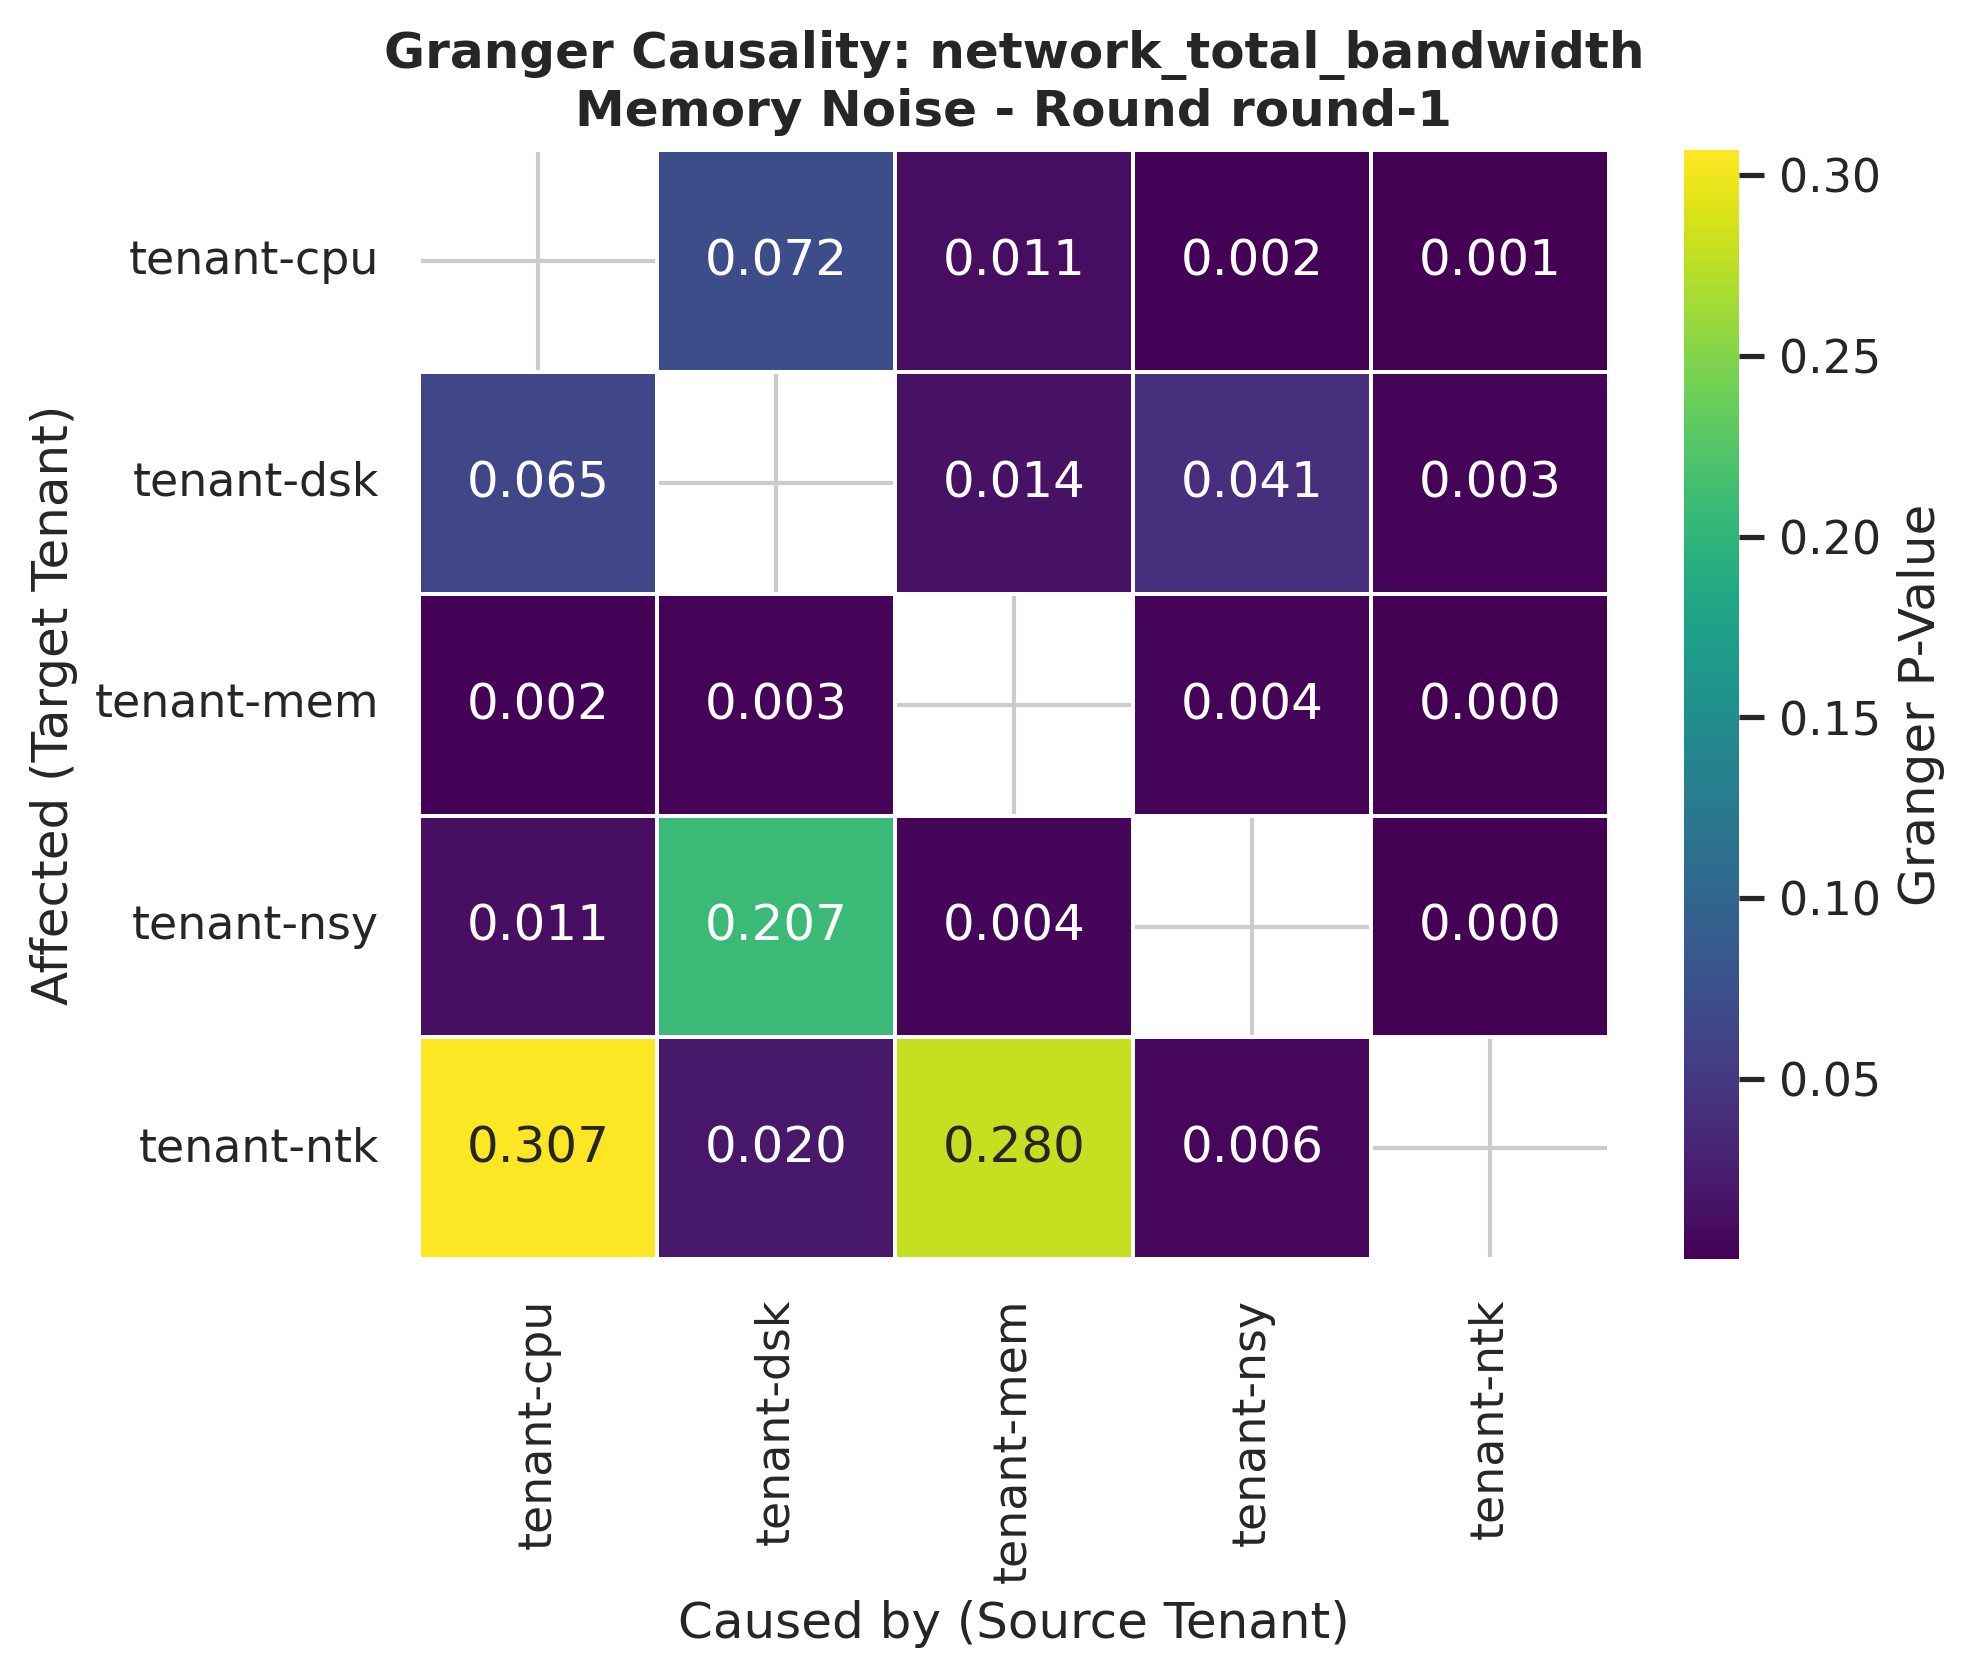 Granger Causality: network_total_bandwidth
Memory Noise - Round round-1
Affected (Target Tenant)
tenant-cpu 0.072 0.011 0.002 0.001
tenant-dsk 0.065 0.014 0.041 0.003
tenant-mem 0.002 0.003 0.004 0.000
tenant-nsy 0.011 0.207 0.004 0.000
tenant-ntk 0.307 0.020 0.280 0.006
tenant-cpu tenant-dsk tenant-mem tenant-nsy tenant-ntk
Caused by (Source Tenant)
0.30
0.25
0.20
0.15
0.10
0.05
Granger P-Value